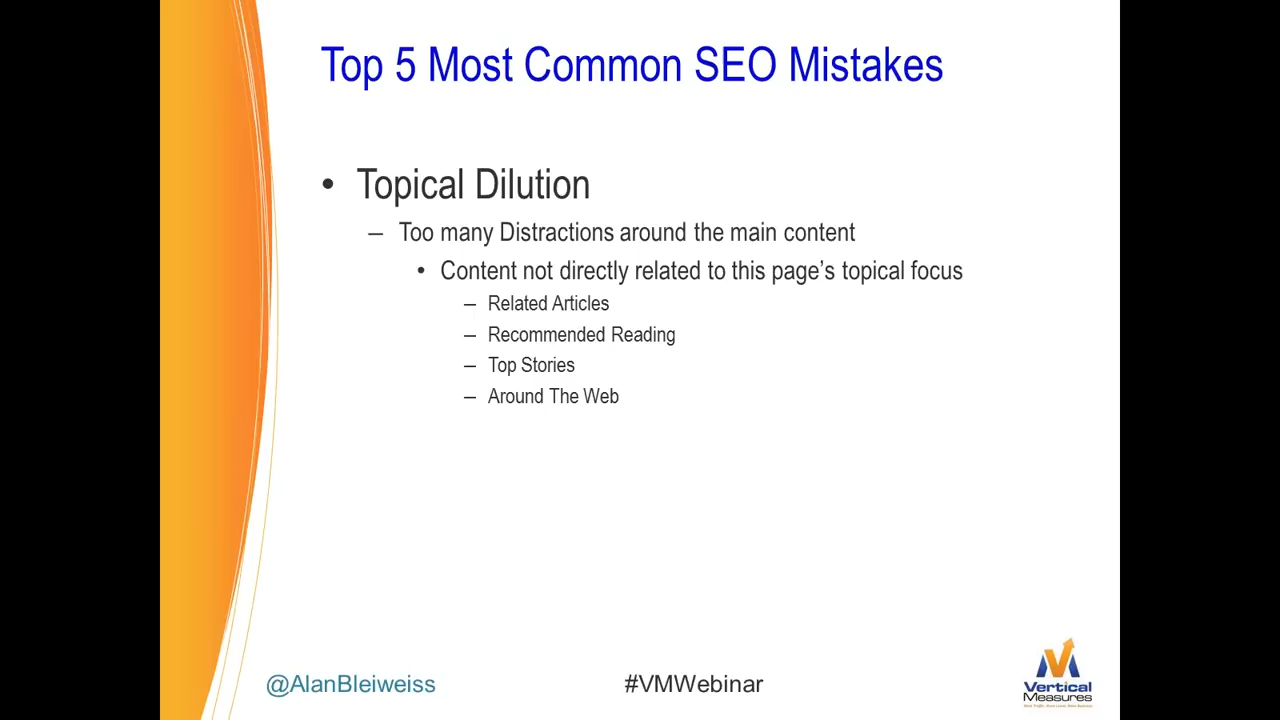 Top 5 Most Common SEO Mistakes
• Topical Dilution
– Too many Distractions around the main content
• Content not directly related to this page's topical focus
– Related Articles
– Recommended Reading
– Top Stories
– Around The Web
@AlanBleiweiss
#VMWebinar
Vertical
Measures